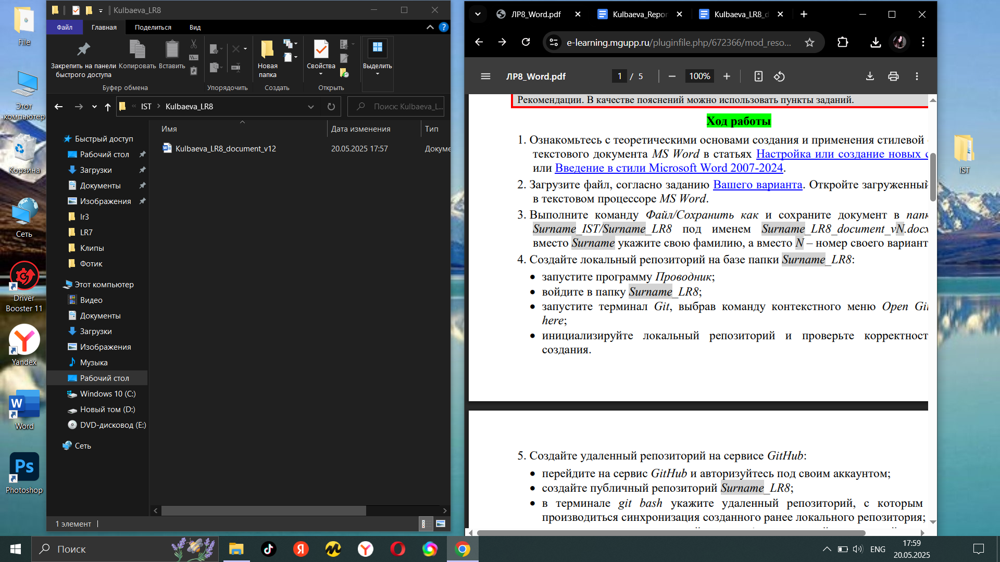 File
Этот
компьютер
Корзина
Сеть
Driver
Booster 11
Yandex
Word
Ps
Photoshop
Kulbaeva_LR8
Файл
Главная
Поделиться
Вид
Закрепить на панели
быстрого доступа
Копировать
Вставить
Буфер обмена
Упорядочить
Новая
папка
Создать
Свойства
Открыть
Выделить
IST
Kulbaeva_LR8
Поиск: Kulbaeva_L...
Быстрый доступ
Рабочий стол
Загрузки
Документы
Изображения
Ir3
LR7
Клипы
Фотик
Этот компьютер
Видео
Документы
Загрузки
Изображения
Музыка
Рабочий стол
Windows 10 (C:)
Новый том (D:)
DVD-дисковод (E:)
Сеть
Имя
Дата изменения
Тип
Kulbaeva_LR8_document_v12
20.05.2025 17:57
Докуме
1 элемент
ЛР8_Word.pdf
Kulbaeva_Repor
Kulbaeva_LR8_d
e-learning.mgupp.ru/pluginfile.php/672366/mod_reso...
ЛР8_Word.pdf
1 / 5
100%
Рекомендации. В качестве пояснений можно использовать пункты заданий.
Ход работы
1. Ознакомьтесь с теоретическими основами создания и применения стилевой
текстового документа MS Word в статьях Настройка или создание новых с
или Введение в стили Microsoft Word 2007-2024.
2. Загрузите файл, согласно заданию Вашего варианта. Откройте загруженный
в текстовом процессоре MS Word.
3. Выполните команду Файл/Сохранить как и сохраните документ в папк
Surname_IST/Surname_LR8 под именем Surname_LR8_document_vN.docx
вместо Surname укажите свою фамилию, а вместо N – номер своего вариант
4. Создайте локальный репозиторий на базе папки Surname_LR8:
• запустите программу Проводник;
• войдите в папку Surname_LR8;
• запустите терминал Git, выбрав команду контекстного меню Open Git
here;
• инициализируйте локальный репозиторий и проверьте корректност
создания.
5. Создайте удаленный репозиторий на сервисе GitHub:
• перейдите на сервис GitHub и авторизуйтесь под своим аккаунтом;
• создайте публичный репозиторий Surname_LR8;
• в терминале git bash укажите удаленный репозиторий, с которым
производиться синхронизация созданного ранее локального репозитория;
IST
Поиск
ENG
17:59
20.05.2025